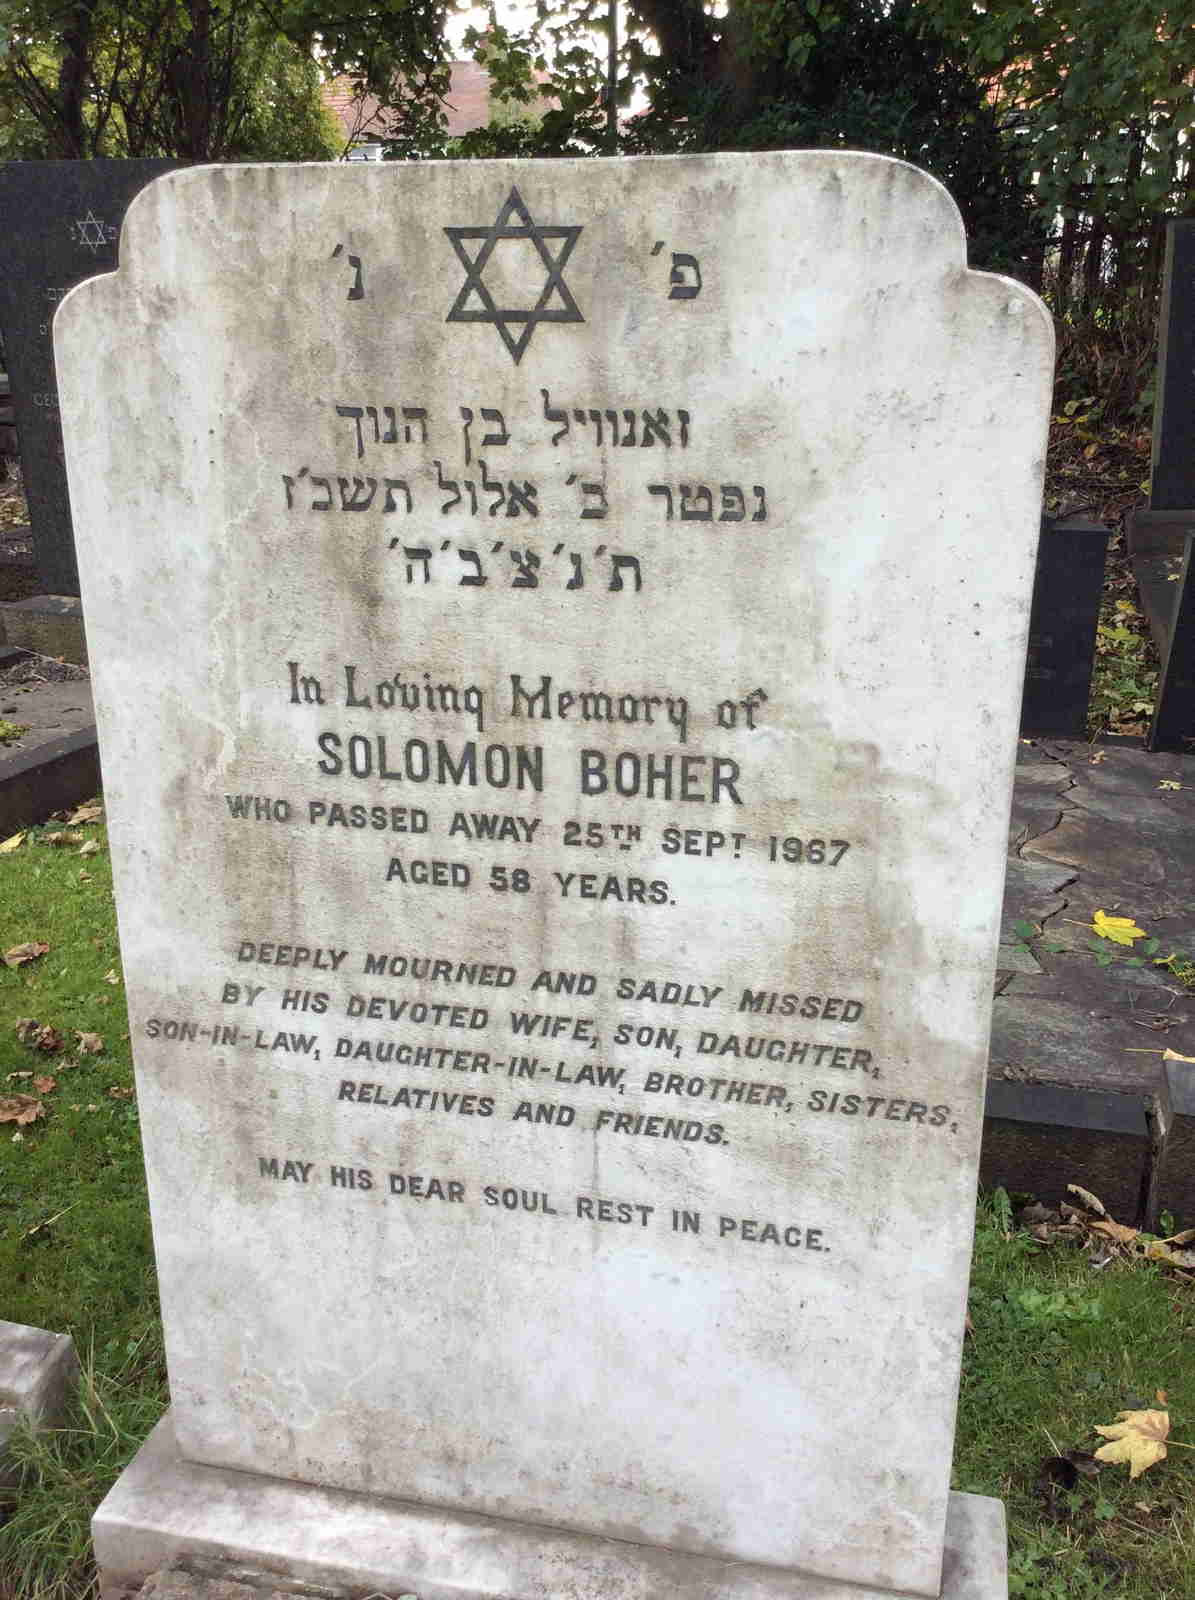 פ׳ נ׳
זאנוויל בן הנוך
נפטר כ׳ אלול תשכ׳ז
ת׳נ׳צ׳ב׳ה׳
In Loving Memory of
SOLOMON BOHER
WHO PASSED AWAY 25TH SEPT. 1967
AGED 58 YEARS.
DEEPLY MOURNED AND SADLY MISSED
BY HIS DEVOTED WIFE, SON, DAUGHTER,
SON-IN-LAW, DAUGHTER-IN-LAW, BROTHER, SISTERS,
RELATIVES AND FRIENDS.
MAY HIS DEAR SOUL REST IN PEACE.